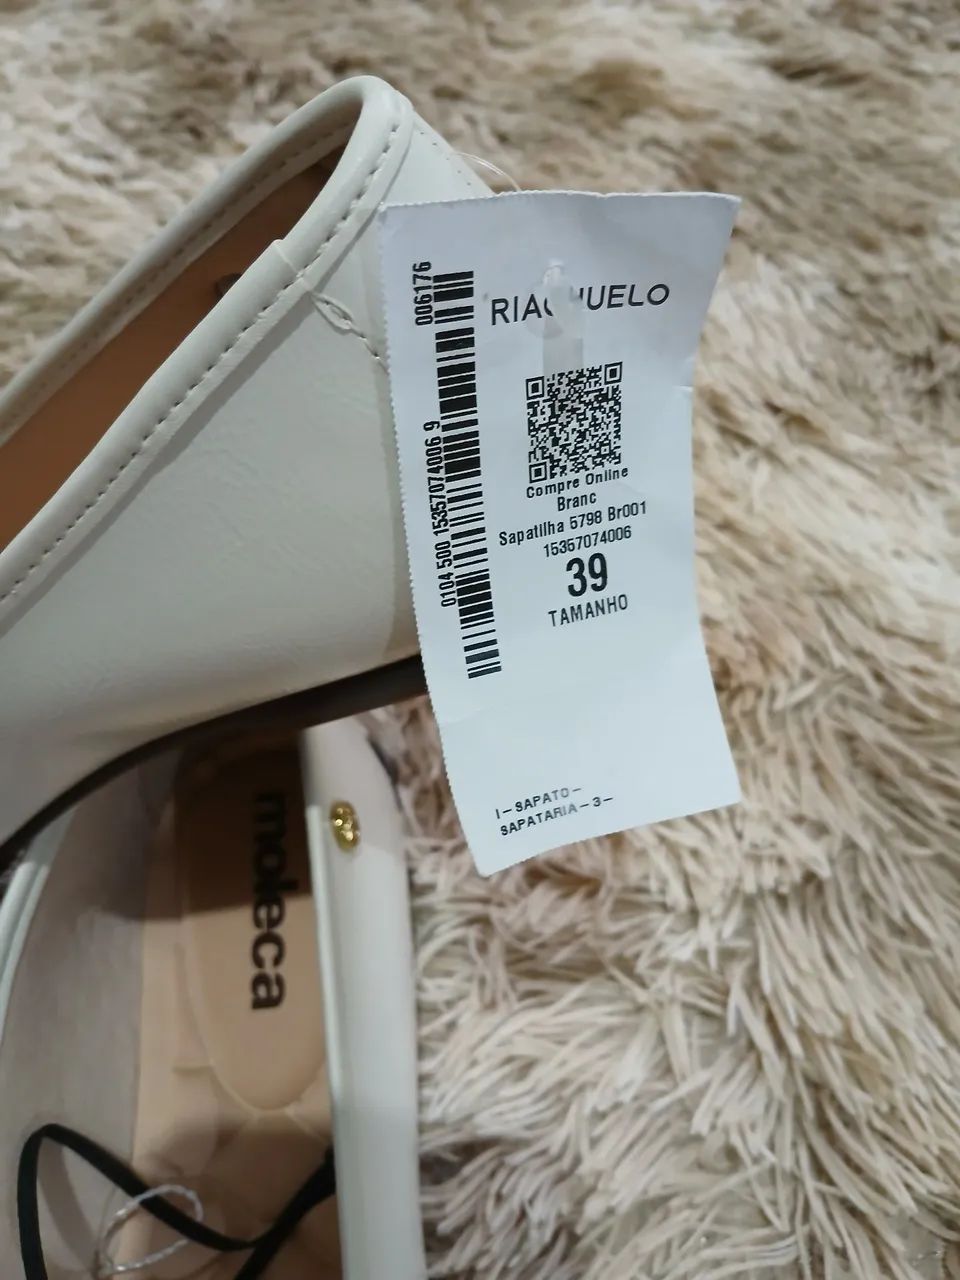 RIACHUELO
006176
0104 500 15357074006 9
Compre Online
Branc
Sapatilha 5798 Br001
15357074006
39
TAMANHO
I-SAPATO-
SAPATARIA-3-
moleca